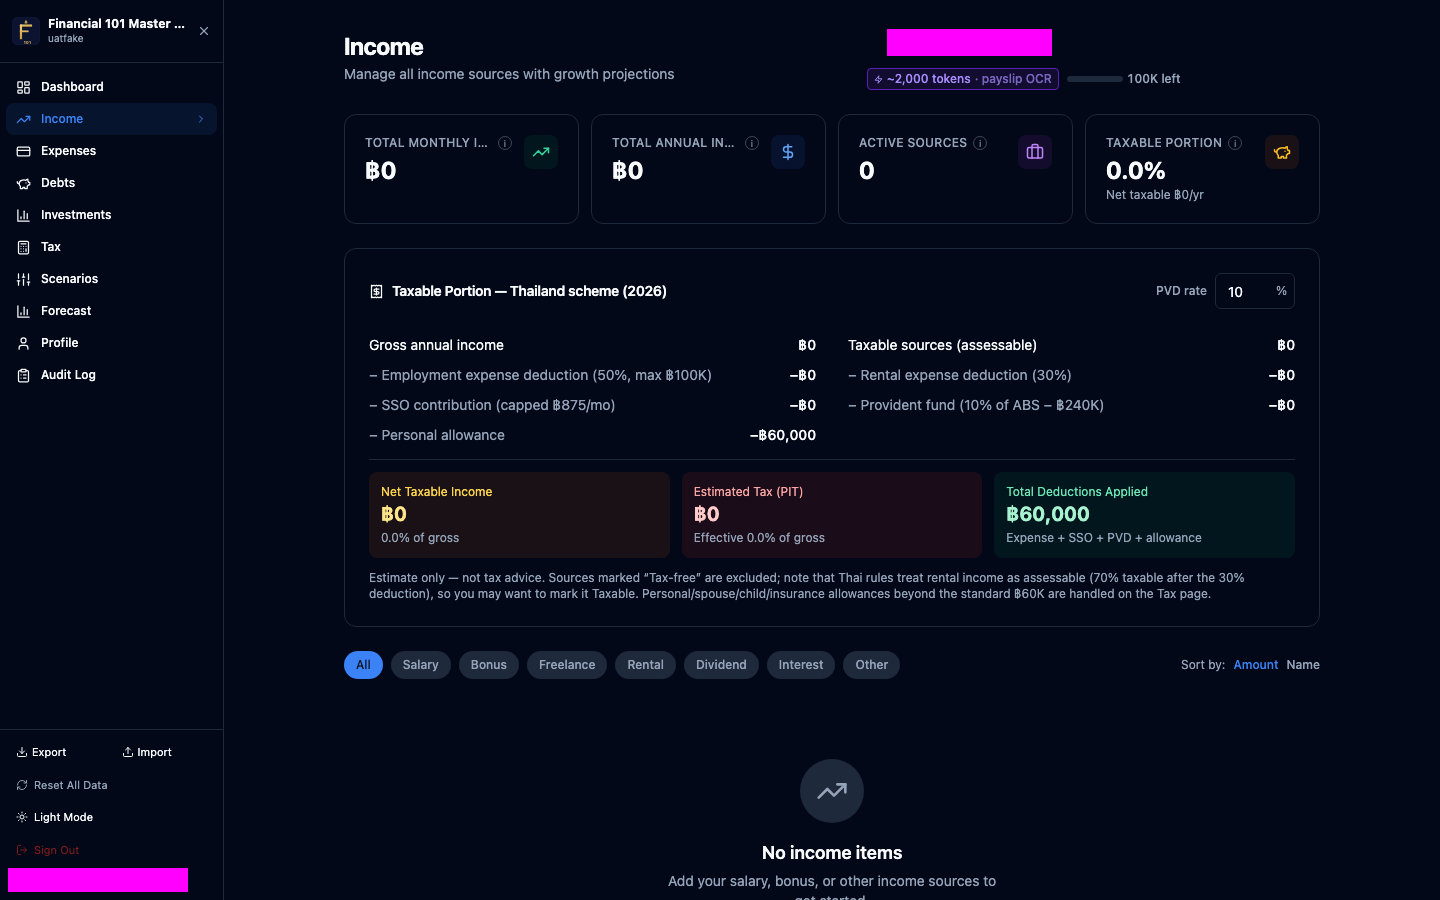 Financial 101 Master ...
uatfake
Dashboard
Income
Expenses
Debts
Investments
Tax
Scenarios
Forecast
Profile
Audit Log
Export
Import
Reset All Data
Light Mode
Sign Out
Income
Manage all income sources with growth projections
~2,000 tokens · payslip OCR
100K left
TOTAL MONTHLY I...
฿0
TOTAL ANNUAL IN...
฿0
ACTIVE SOURCES
0
TAXABLE PORTION
0.0%
Net taxable ฿0/yr
Taxable Portion — Thailand scheme (2026)
PVD rate
10
%
Gross annual income
฿0
– Employment expense deduction (50%, max ฿100K)
–฿0
– SSO contribution (capped ฿875/mo)
–฿0
– Personal allowance
–฿60,000
Taxable sources (assessable)
฿0
– Rental expense deduction (30%)
–฿0
– Provident fund (10% of ABS – ฿240K)
–฿0
Net Taxable Income
฿0
0.0% of gross
Estimated Tax (PIT)
฿0
Effective 0.0% of gross
Total Deductions Applied
฿60,000
Expense + SSO + PVD + allowance
Estimate only — not tax advice. Sources marked “Tax-free” are excluded; note that Thai rules treat rental income as assessable (70% taxable after the 30%
deduction), so you may want to mark it Taxable. Personal/spouse/child/insurance allowances beyond the standard ฿60K are handled on the Tax page.
All
Salary
Bonus
Freelance
Rental
Dividend
Interest
Other
Sort by:
Amount
Name
No income items
Add your salary, bonus, or other income sources to
get started